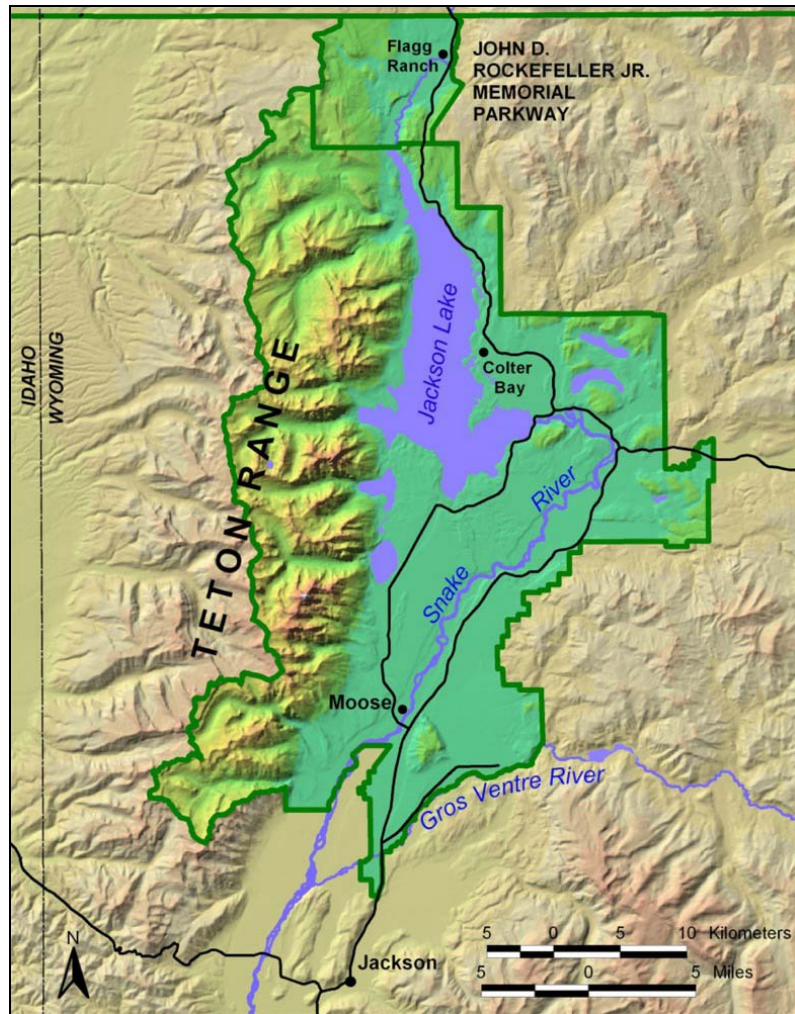 Flagg
Ranch
JOHN D.
ROCKEFELLER JR.
MEMORIAL
PARKWAY
Jackson Lake
Colter
Bay
IDAHO
WYOMING
TETON RANGE
Snake River
Moose
Gros Ventre River
N
Jackson
5 0 5 10 Kilometers
5 0 5 Miles